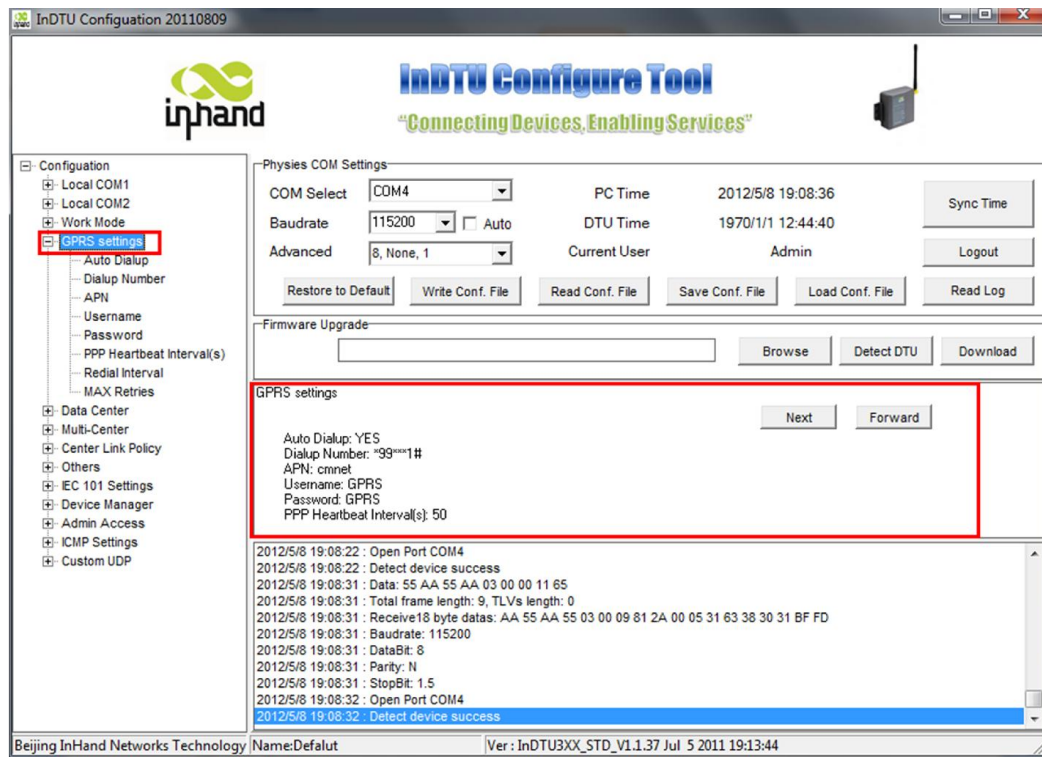 InDTU Configuation 20110809
inhand
InDTU Configure Tool
"Connecting Devices, Enabling Services"
Configuation
Local COM1
Local COM2
Work Mode
GPRS settings
Auto Dialup
Dialup Number
APN
Username
Password
PPP Heartbeat Interval(s)
Redial Interval
MAX Retries
Data Center
Multi-Center
Center Link Policy
Others
IEC 101 Settings
Device Manager
Admin Access
ICMP Settings
Custom UDP
Physies COM Settings
COM Select COM4 PC Time 2012/5/8 19:08:36 Sync Time
Baudrate 115200 Auto DTU Time 1970/1/1 12:44:40
Advanced 8, None, 1 Current User Admin Logout
Restore to Default Write Conf. File Read Conf. File Save Conf. File Load Conf. File Read Log
Firmware Upgrade
Browse Detect DTU Download
GPRS settings
Next Forward
Auto Dialup: YES
Dialup Number: *99***1#
APN: cmnet
Username: GPRS
Password: GPRS
PPP Heartbeat Interval(s): 50
2012/5/8 19:08:22 : Open Port COM4
2012/5/8 19:08:22 : Detect device success
2012/5/8 19:08:31 : Data: 55 AA 55 AA 03 00 00 11 65
2012/5/8 19:08:31 : Total frame length: 9, TLVs length: 0
2012/5/8 19:08:31 : Receive18 byte datas: AA 55 AA 55 03 00 09 81 2A 00 05 31 63 38 30 31 BF FD
2012/5/8 19:08:31 : Baudrate: 115200
2012/5/8 19:08:31 : DataBit: 8
2012/5/8 19:08:31 : Parity: N
2012/5/8 19:08:31 : StopBit: 1.5
2012/5/8 19:08:32 : Open Port COM4
2012/5/8 19:08:32 : Detect device success
Beijing InHand Networks Technology Name:Defalut Ver : InDTU3XX_STD_V1.1.37 Jul 5 2011 19:13:44